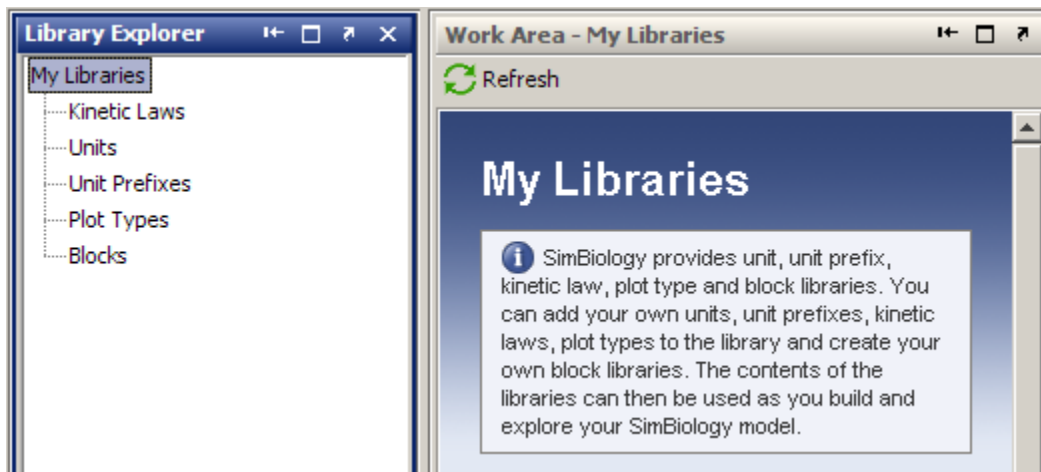 Library Explorer
My Libraries
Kinetic Laws
Units
Unit Prefixes
Plot Types
Blocks
Work Area - My Libraries
Refresh
My Libraries
SimBiology provides unit, unit prefix,
kinetic law, plot type and block libraries. You
can add your own units, unit prefixes, kinetic
laws, plot types to the library and create your
own block libraries. The contents of the
libraries can then be used as you build and
explore your SimBiology model.